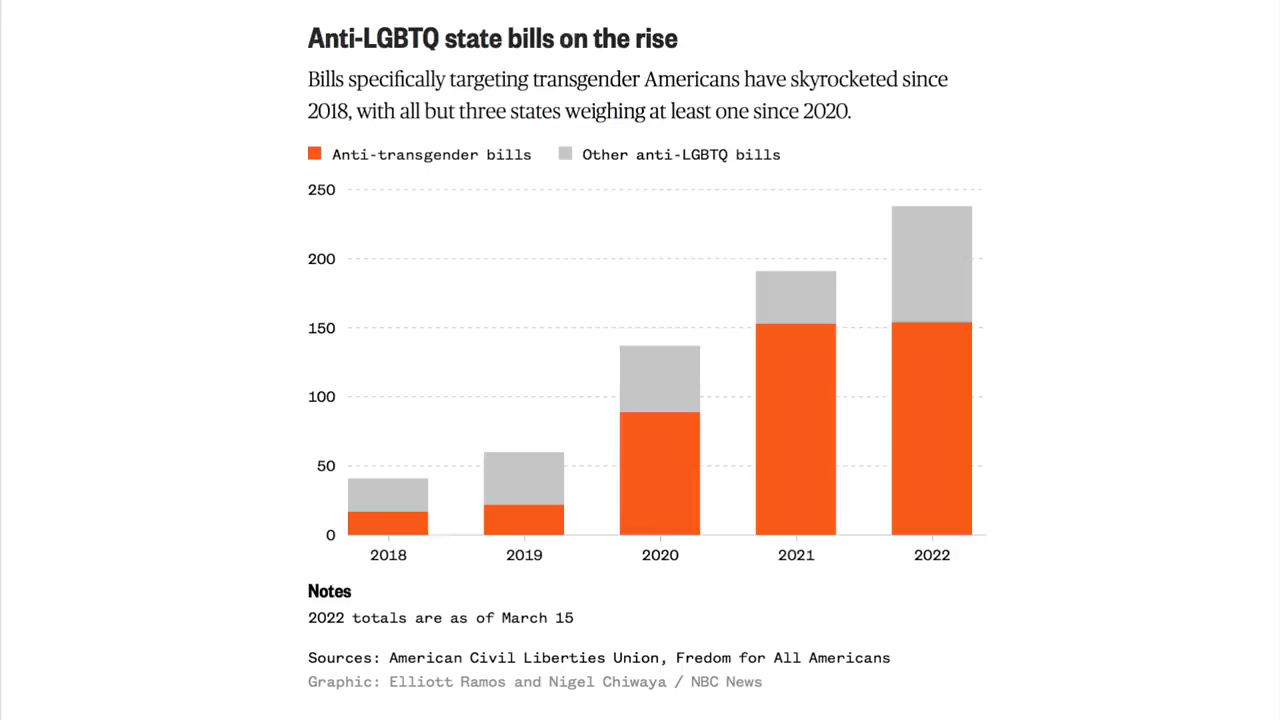 Anti-LGBTQ state bills on the rise
Bills specifically targeting transgender Americans have skyrocketed since
2018, with all but three states weighing at least one since 2020.
Anti-transgender bills Other anti-LGBTQ bills
250
200
150
100
50
0
2018 2019 2020 2021 2022
Notes
2022 totals are as of March 15
Sources: American Civil Liberties Union, Fredom for All Americans
Graphic: Elliott Ramos and Nigel Chiwaya / NBC News